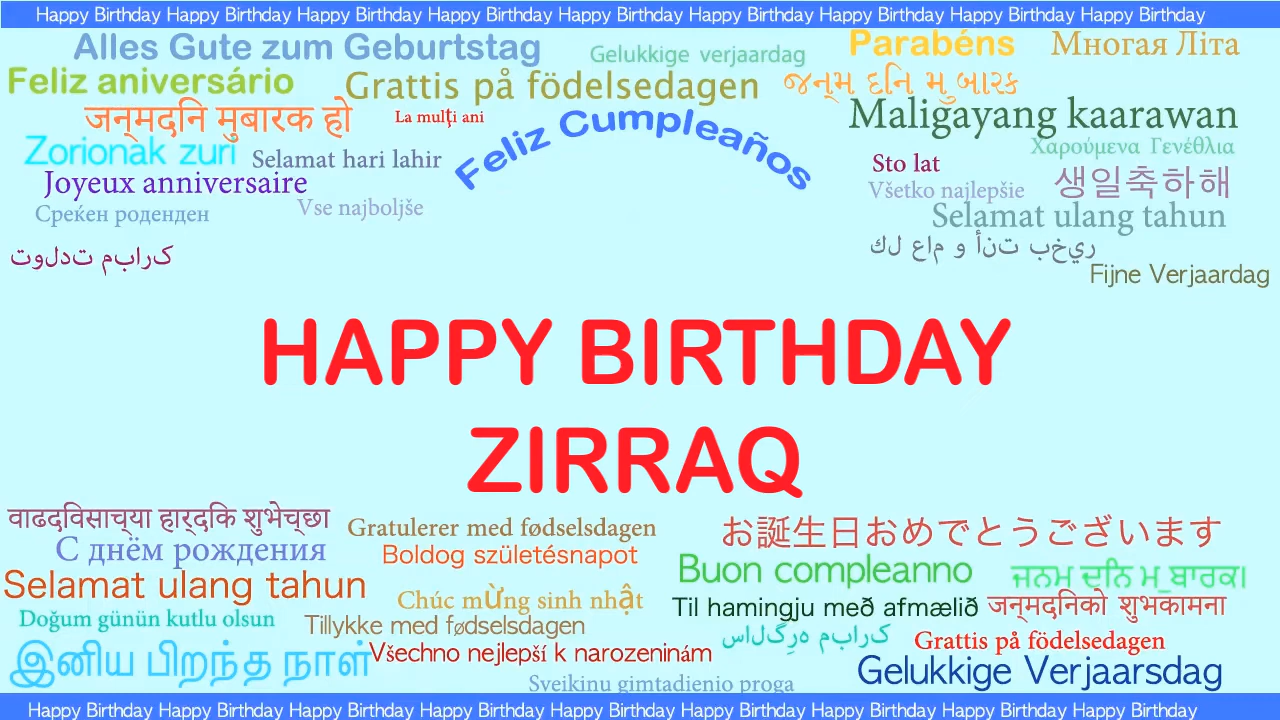 Happy Birthday Happy Birthday Happy Birthday Happy Birthday Happy Birthday Happy Birthday Happy Birthday Happy Birthday Happy Birthday
Alles Gute zum Geburtstag
Gelukkige verjaardag
Parabéns
Многая Літа
Feliz aniversário
Grattis på födelsedagen
જન્મ દિન મુબારક
जन्मदिन मुबारक हो
La mulţi ani
Feliz Cumpleaños
Maligayang kaarawan
Zorionak zuri
Selamat hari lahir
Sto lat
Χαρούμενα Γενέθλια
Joyeux anniversaire
Všetko najlepšie
생일축하해
Среќен роденден
Vse najboljše
Selamat ulang tahun
تولدت مبارک
كل عام و أنت بخير
Fijne Verjaardag
HAPPY BIRTHDAY
ZIRRAQ
वाढदिवसाच्या हार्दिक शुभेच्छा
Gratulerer med fødselsdagen
お誕生日おめでとうございます
С днём рождения
Boldog születésnapot
Buon compleanno
ਜਨਮ ਦਿਨ ਮੁਬਾਰਕ।
Selamat ulang tahun
Chúc mừng sinh nhật
Til hamingju með afmælið
जन्मदिनको शुभकामना
Doğum günün kutlu olsun
Tillykke med fødselsdagen
سالگرہ مبارک
Grattis på födelsedagen
இனிய பிறந்த நாள்
Všechno nejlepší k narozeninám
Gelukkige Verjaarsdag
Sveikinu gimtadienio proga
Happy Birthday Happy Birthday Happy Birthday Happy Birthday Happy Birthday Happy Birthday Happy Birthday Happy Birthday Happy Birthday